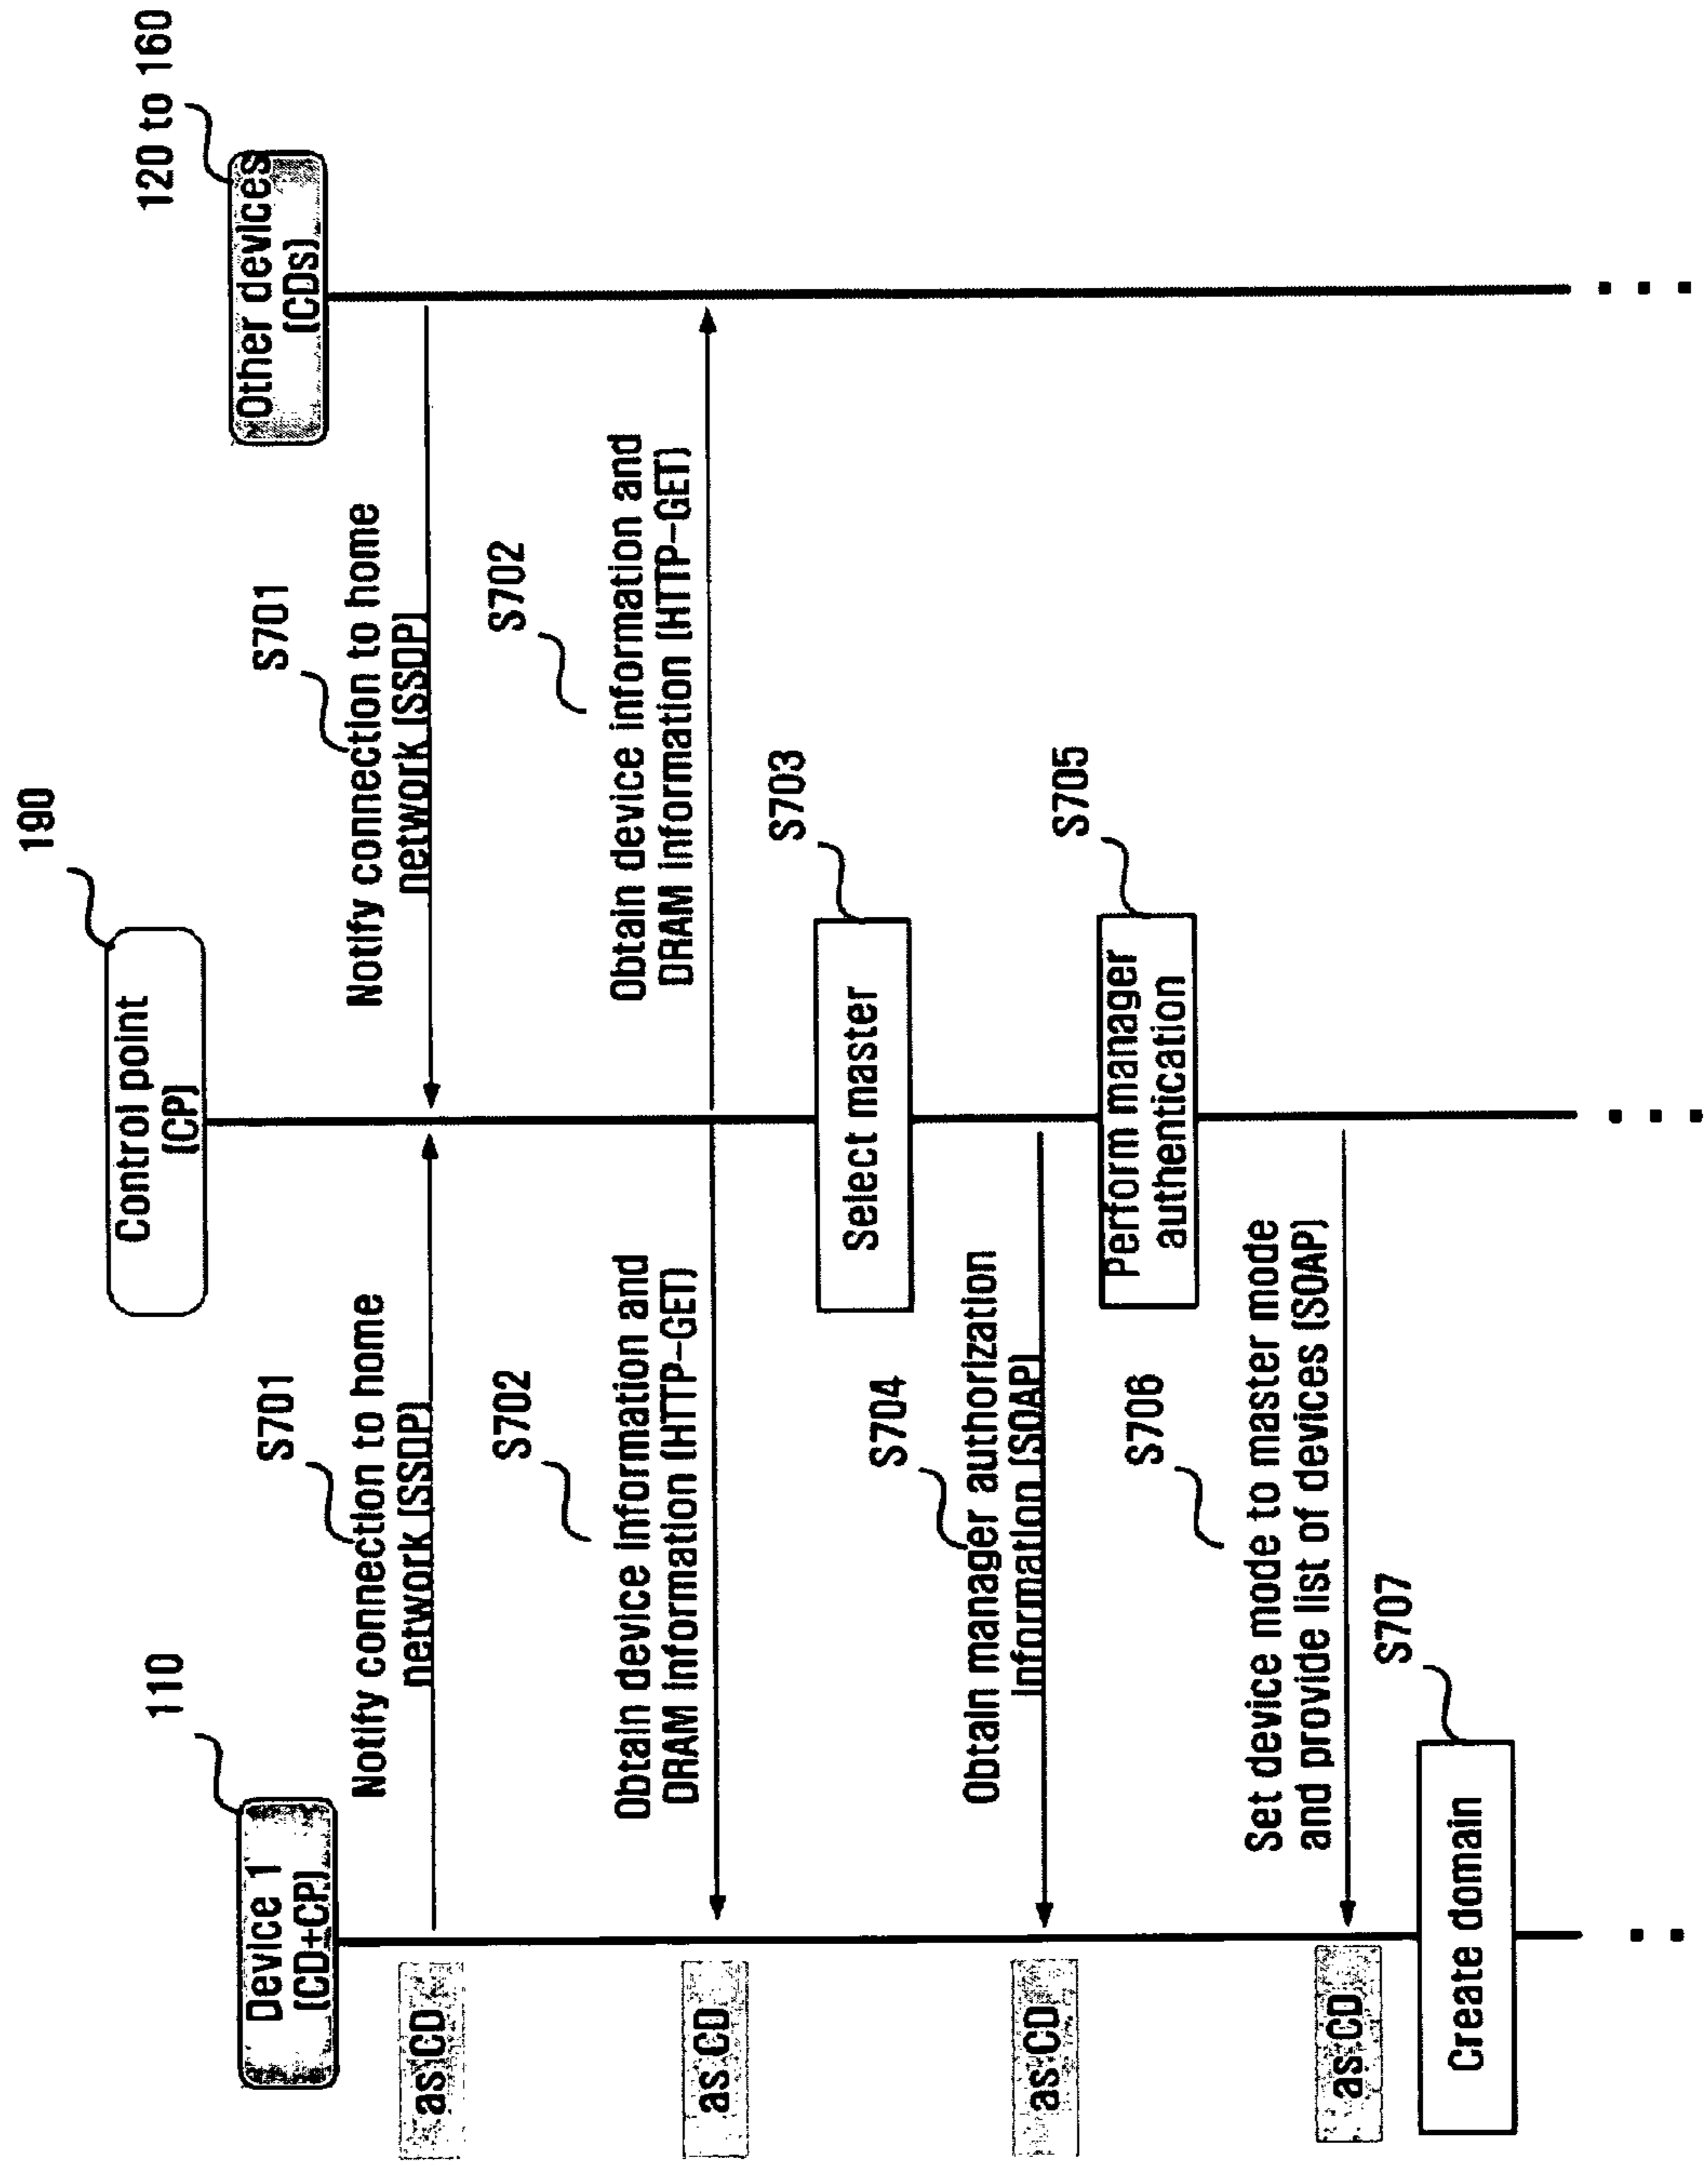 190
110
120 to 160
Control point
(CP)
Device 1
(CD+CP)
Other devices
(CDs)
S701
S701
as CD
Notify connection to home
network (SSDP)
Notify connection to home
network (SSDP)
S702
S702
as CD
Obtain device information and
DRAM information (HTTP-GET)
Obtain device information and
DRAM information (HTTP-GET)
S703
Select master
S704
as CD
Obtain manager authorization
information (SOAP)
S705
Perform manager
authentication
S706
as CD
Set device mode to master mode
and provide list of devices (SOAP)
S707
Create domain